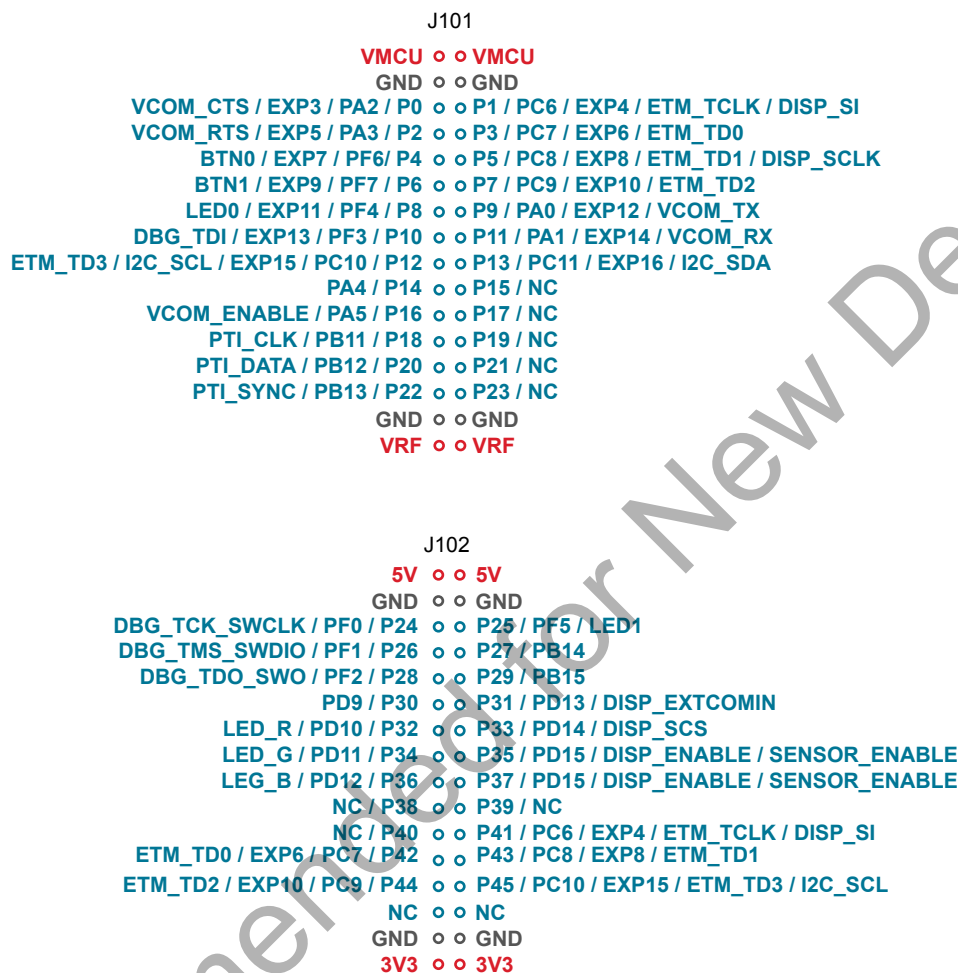 J101
VMCU VMCU
GND GND
VCOM_CTS / EXP3 / PA2 / P0 P1 / PC6 / EXP4 / ETM_TCLK / DISP_SI
VCOM_RTS / EXP5 / PA3 / P2 P3 / PC7 / EXP6 / ETM_TD0
BTN0 / EXP7 / PF6/ P4 P5 / PC8 / EXP8 / ETM_TD1 / DISP_SCLK
BTN1 / EXP9 / PF7 / P6 P7 / PC9 / EXP10 / ETM_TD2
LED0 / EXP11 / PF4 / P8 P9 / PA0 / EXP12 / VCOM_TX
DBG_TDI / EXP13 / PF3 / P10 P11 / PA1 / EXP14 / VCOM_RX
ETM_TD3 / I2C_SCL / EXP15 / PC10 / P12 P13 / PC11 / EXP16 / I2C_SDA
PA4 / P14 P15 / NC
VCOM_ENABLE / PA5 / P16 P17 / NC
PTI_CLK / PB11 / P18 P19 / NC
PTI_DATA / PB12 / P20 P21 / NC
PTI_SYNC / PB13 / P22 P23 / NC
GND GND
VRF VRF
J102
5V 5V
GND GND
DBG_TCK_SWCLK / PF0 / P24 P25 / PF5 / LED1
DBG_TMS_SWDIO / PF1 / P26 P27 / PB14
DBG_TDO_SWO / PF2 / P28 P29 / PB15
PD9 / P30 P31 / PD13 / DISP_EXTCOMIN
LED_R / PD10 / P32 P33 / PD14 / DISP_SCS
LED_G / PD11 / P34 P35 / PD15 / DISP_ENABLE / SENSOR_ENABLE
LEG_B / PD12 / P36 P37 / PD15 / DISP_ENABLE / SENSOR_ENABLE
NC / P38 P39 / NC
NC / P40 P41 / PC6 / EXP4 / ETM_TCLK / DISP_SI
ETM_TD0 / EXP6 / PC7 / P42 P43 / PC8 / EXP8 / ETM_TD1
ETM_TD2 / EXP10 / PC9 / P44 P45 / PC10 / EXP15 / ETM_TD3 / I2C_SCL
NC NC
GND GND
3V3 3V3
mended for New De